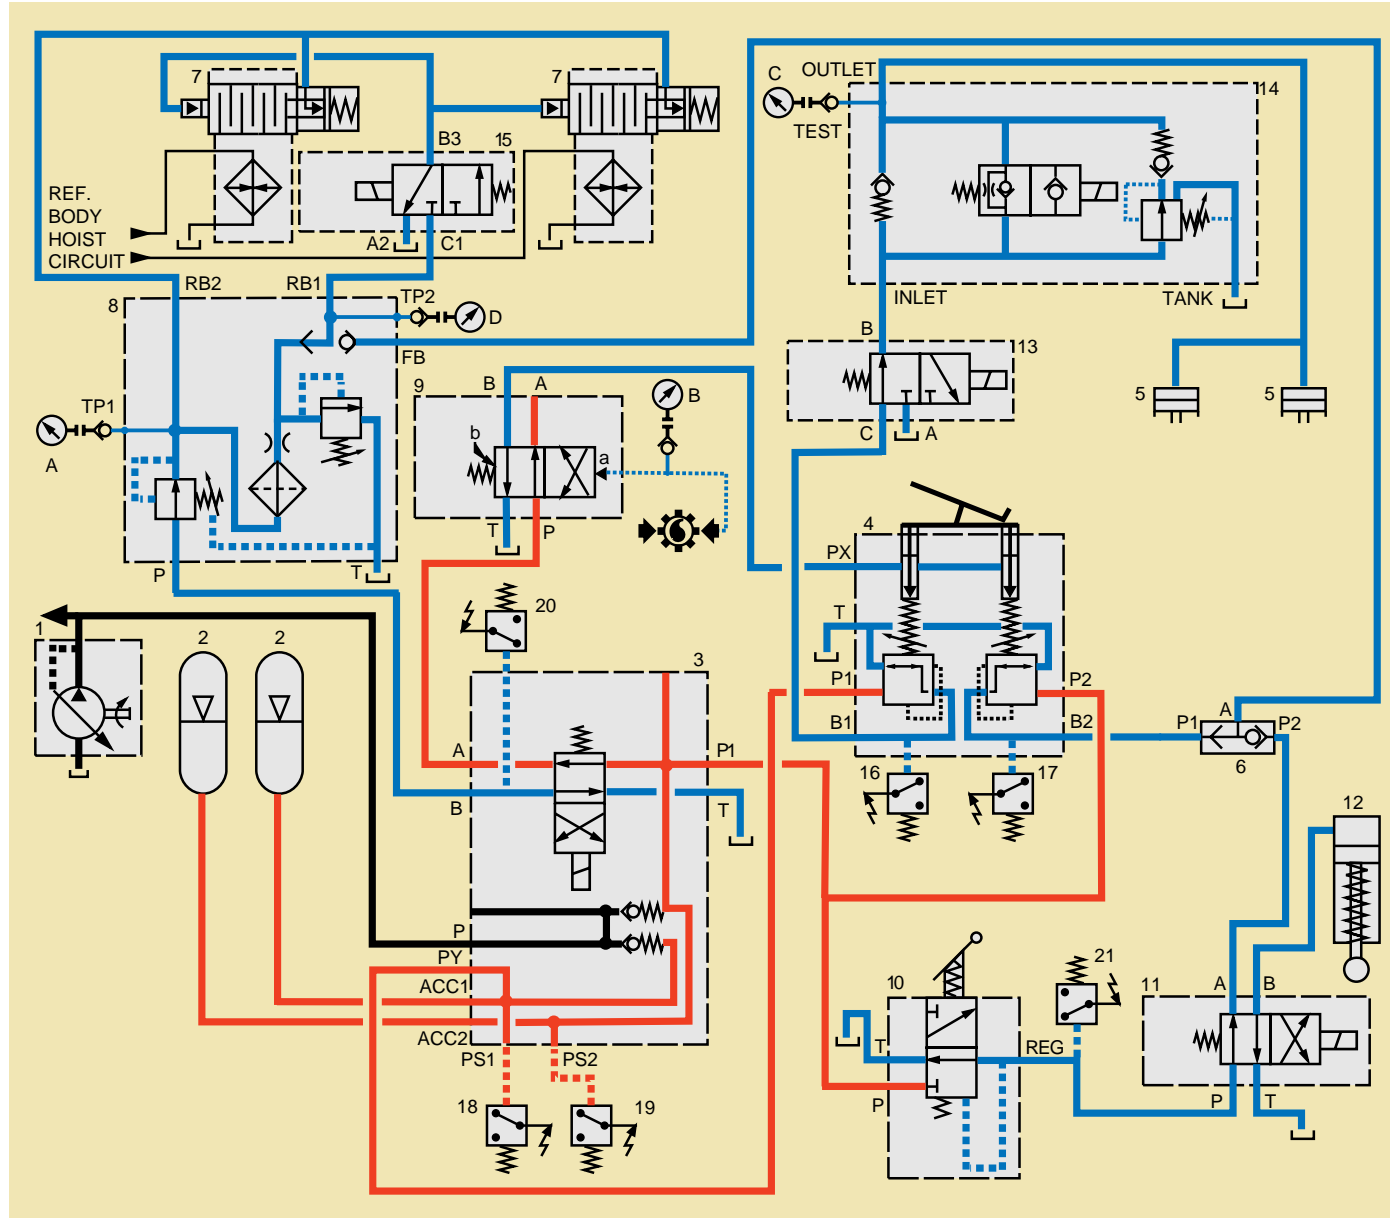 C
OUTLET
7
7
14
TEST
B3
15
REF.
BODY
HOIST
CIRCUIT
A2
C1
RB2
RB1
TP2
INLET
TANK
8
D
B
13
FB
B
A
9
B
5
5
TP1
A
C
A
b
a
T
P
4
PX
P
T
20
T
1
2
2
3
P1
P2
A
P1
P2
B1
B2
A
P1
6
16
17
12
B
T
P
PY
ACC1
10
21
A
B
11
ACC2
PS1
PS2
T
REG
18
19
P
P
T